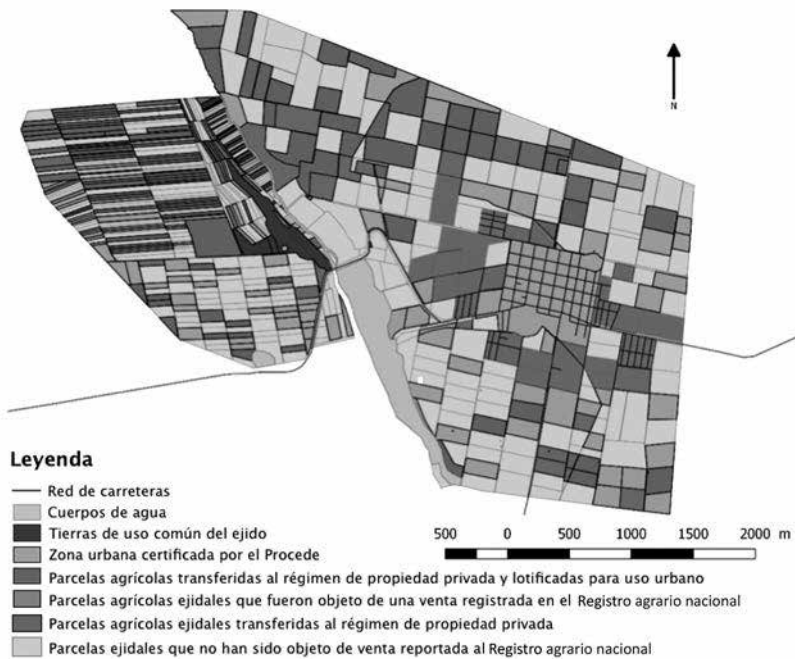 N
Leyenda
Red de carreteras
Cuerpos de agua
Tierras de uso común del ejido
Zona urbana certificada por el Procede
Parcelas agrícolas transferidas al régimen de propiedad privada y lotificadas para uso urbano
Parcelas agrícolas ejidales que fueron objeto de una venta registrada en el Registro agrario nacional
Parcelas agrícolas ejidales transferidas al régimen de propiedad privada
Parcelas ejidales que no han sido objeto de venta reportada al Registro agrario nacional
500 0 500 1000 1500 2000 m